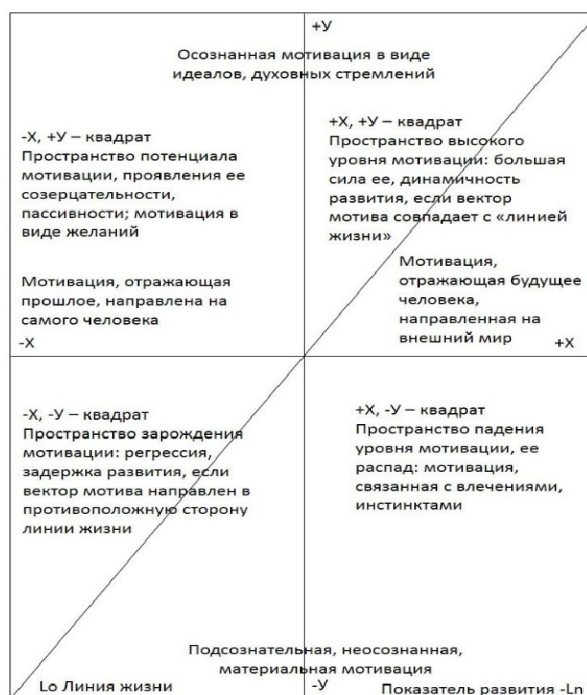 +У
Осознанная мотивация в виде
идеалов, духовных стремлений
-Х, +У – квадрат
Пространство потенциала
мотивации, проявления ее
созерцательности,
пассивности; мотивация в
виде желаний
+Х, +У – квадрат
Пространство высокого
уровня мотивации: большая
сила ее, динамичность
развития, если вектор
мотива совпадает с «линией
жизни»
Мотивация, отражающая
прошлое, направлена на
самого человека
-Х
Мотивация,
отражающая будущее
человека,
направленная на
внешний мир
+Х
-Х, -У – квадрат
Пространство зарождения
мотивации: регрессия,
задержка развития, если
вектор мотива направлен в
противоположную сторону
линии жизни
+Х, -У – квадрат
Пространство падения
уровня мотивации, ее
распад: мотивация,
связанная с влечениями,
инстинктами
Подсознательная, неосознанная,
материальная мотивация
Lo Линия жизни
-У
Показатель развития -Ln